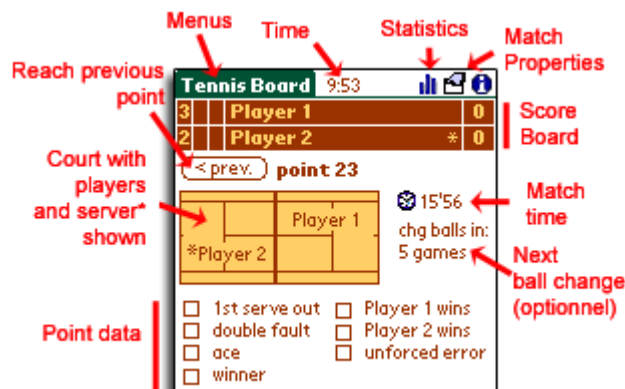 Menus
Time
Statistics
Match
Properties
Reach previous
point
Tennis Board 9:53
3 Player 1 0
2 Player 2 * 0
Score
Board
< prev. point 23
Court with
players
and server*
shown
Player 1
*Player 2
15'56
chg balls in:
5 games
Match
time
Next
ball change
(optionnel)
Point data
1st serve out
double fault
ace
winner
Player 1 wins
Player 2 wins
unforced error